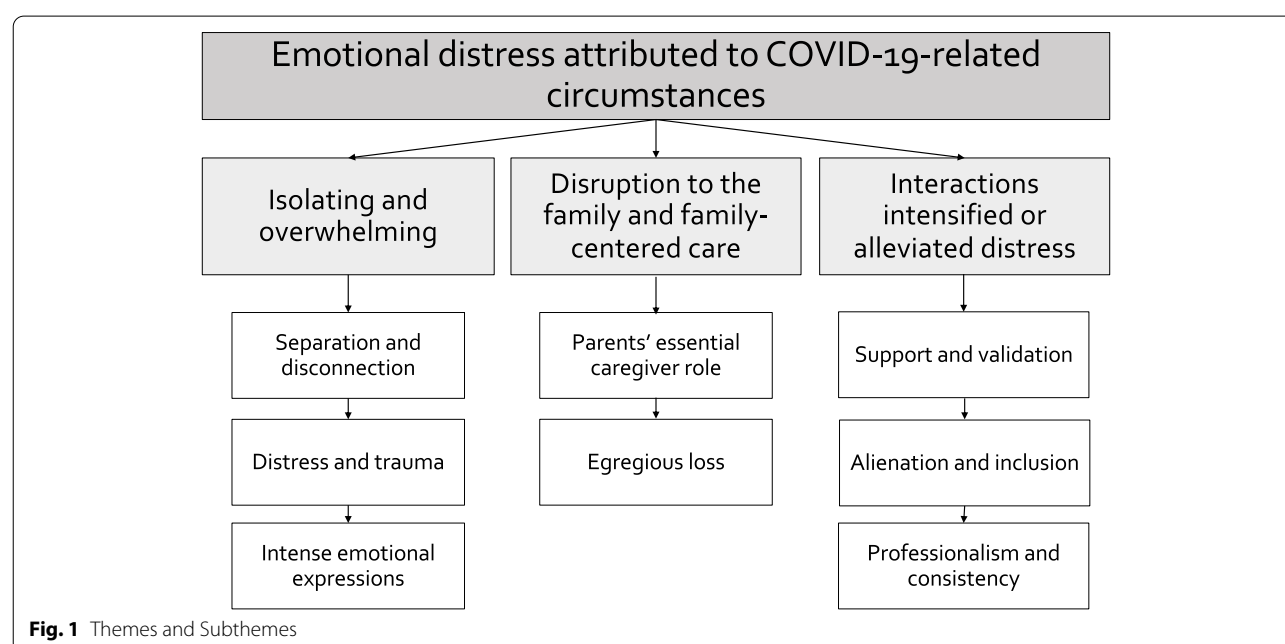 Emotional distress attributed to COVID-19-related
circumstances
Isolating and
overwhelming
Disruption to the
family and family-
centered care
Interactions
intensified or
alleviated distress
Separation and
disconnection
Parents’ essential
caregiver role
Support and validation
Distress and trauma
Egregious loss
Alienation and inclusion
Intense emotional
expressions
Professionalism and
consistency
Fig. 1 Themes and Subthemes